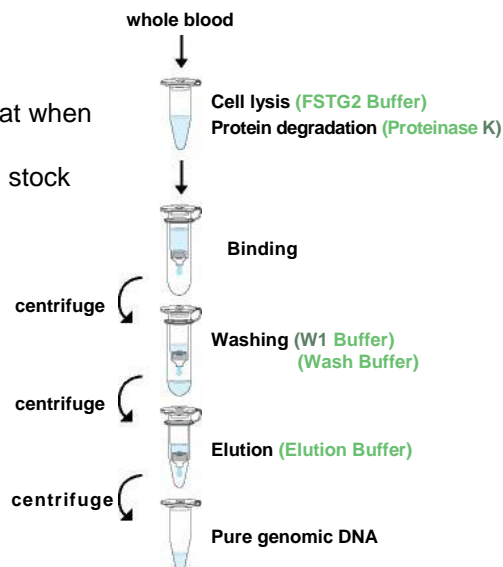 whole blood
at when
stock
Cell lysis (FSTG2 Buffer)
Protein degradation (Proteinase K)
Binding
centrifuge
Washing (W1 Buffer)
(Wash Buffer)
centrifuge
Elution (Elution Buffer)
centrifuge
Pure genomic DNA